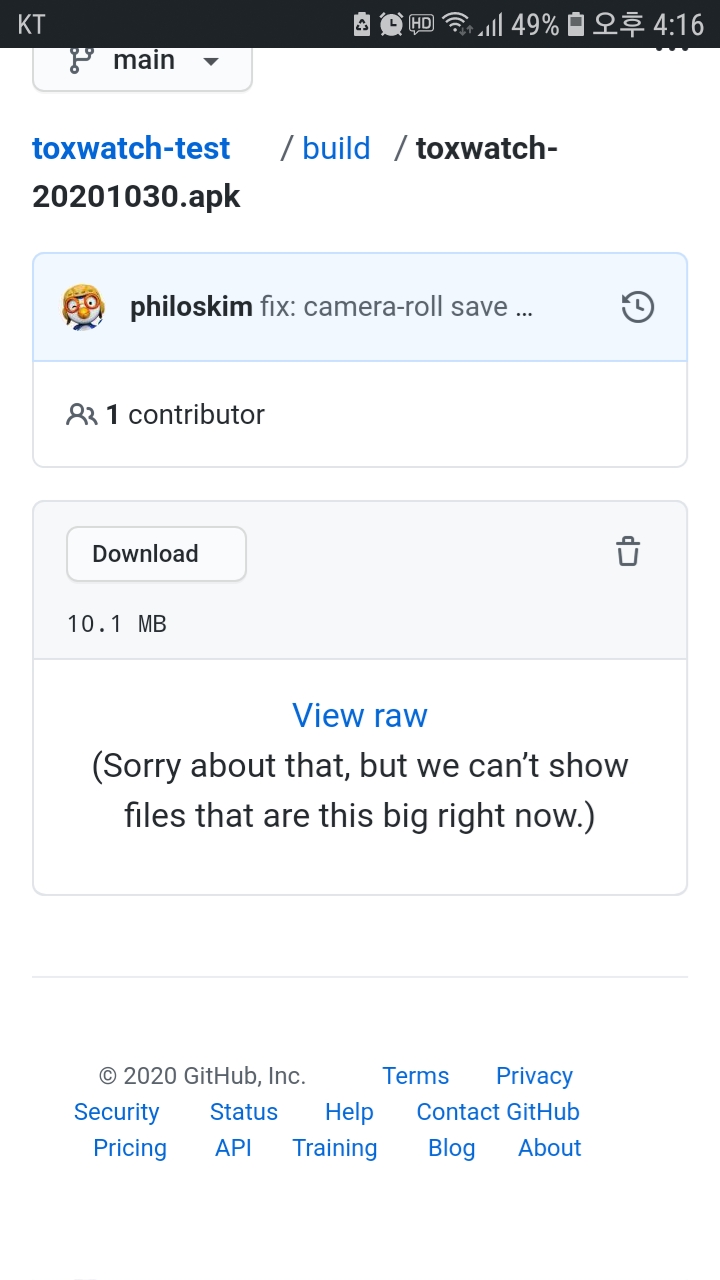 KT HD 49% 오후 4:16
main
toxwatch-test / build / toxwatch-
20201030.apk
philoskim fix: camera-roll save ...
1 contributor
Download
10.1 MB
View raw
(Sorry about that, but we can’t show
files that are this big right now.)
© 2020 GitHub, Inc. Terms Privacy
Security Status Help Contact GitHub
Pricing API Training Blog About